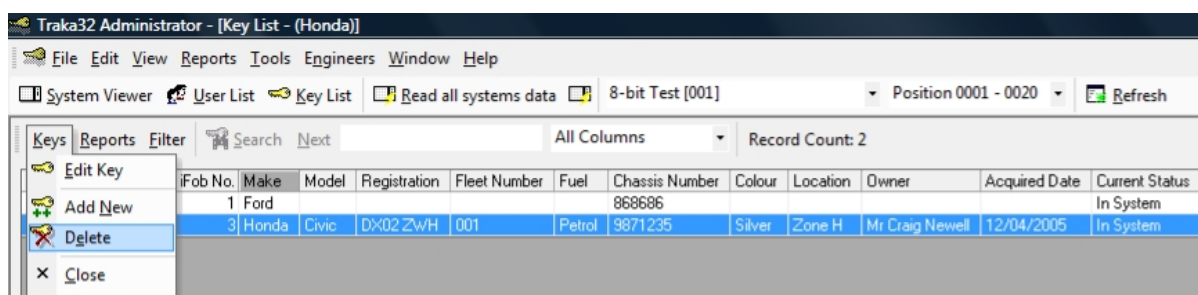 Traka32 Administrator - [Key List - (Honda)]
File Edit View Reports Tools Engineers Window Help
System Viewer User List Key List Read all systems data 8-bit Test [001] Position 0001 - 0020 Refresh
Keys Reports Filter Search Next All Columns Record Count: 2
Edit Key
Add New
Delete
Close
iFob No. Make Model Registration Fleet Number Fuel Chassis Number Colour Location Owner Acquired Date Current Status
1 Ford 868686 In System
3 Honda Civic DX02 ZWH 001 Petrol 9871235 Silver Zone H Mr Craig Newell 12/04/2005 In System